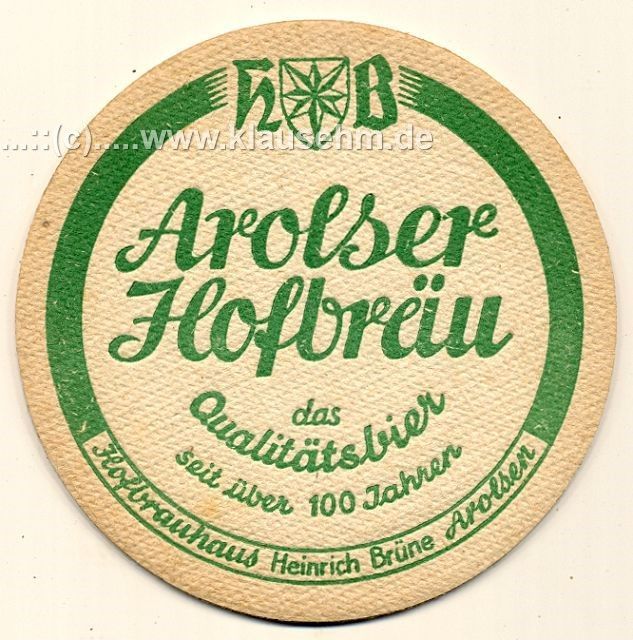 HB
...::(c).....www.klausehm.de
Arolser
Hofbräu
das
Qualitätsbier
seit über 100 Jahren
Hofbrauhaus Heinrich Brüne Arolsen